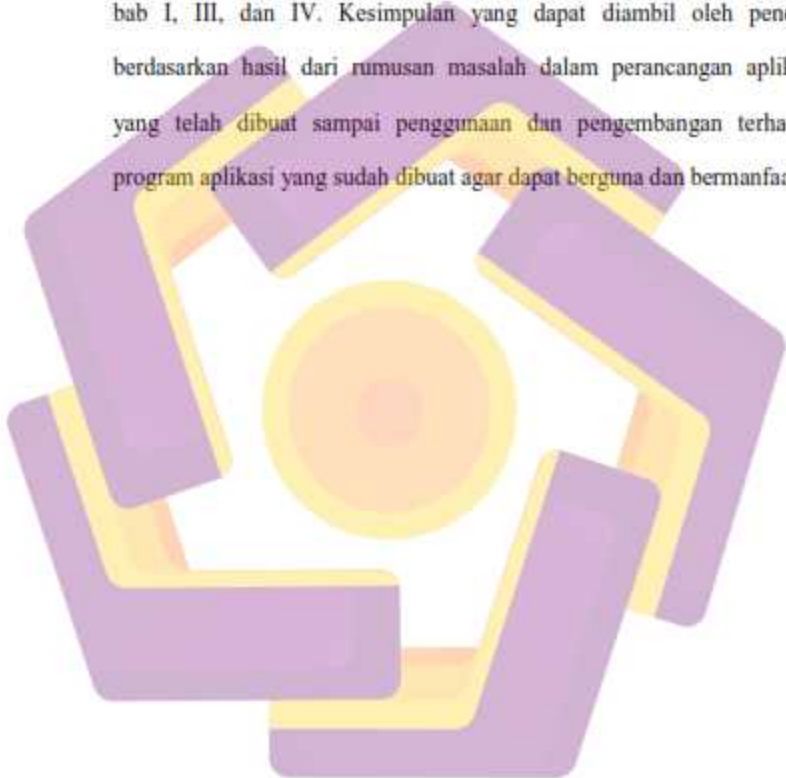 bab I, III, dan IV. Kesimpulan yang dapat diambil oleh
berdasarkan hasil dari rumusan masalah dalam perancangan
yang telah dibuat sampai penggunaan dan pengembangan
program aplikasi yang sudah dibuat agar dapat berguna dan